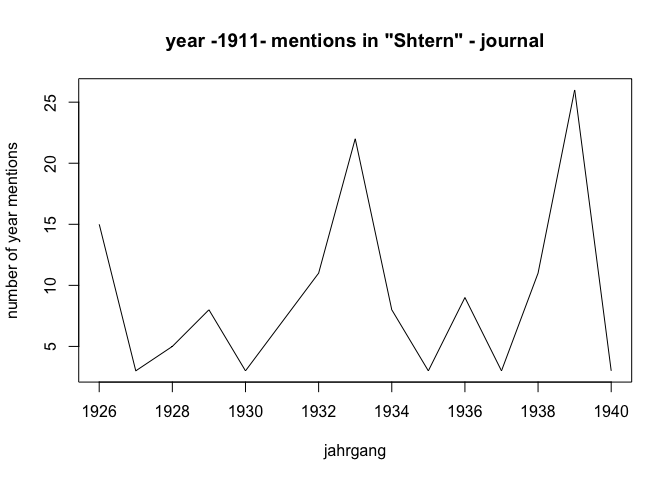 year -1911- mentions in "Shtern" - journal
number of year mentions
25
20
15
10
5
1926 1928 1930 1932 1934 1936 1938 1940
jahrgang